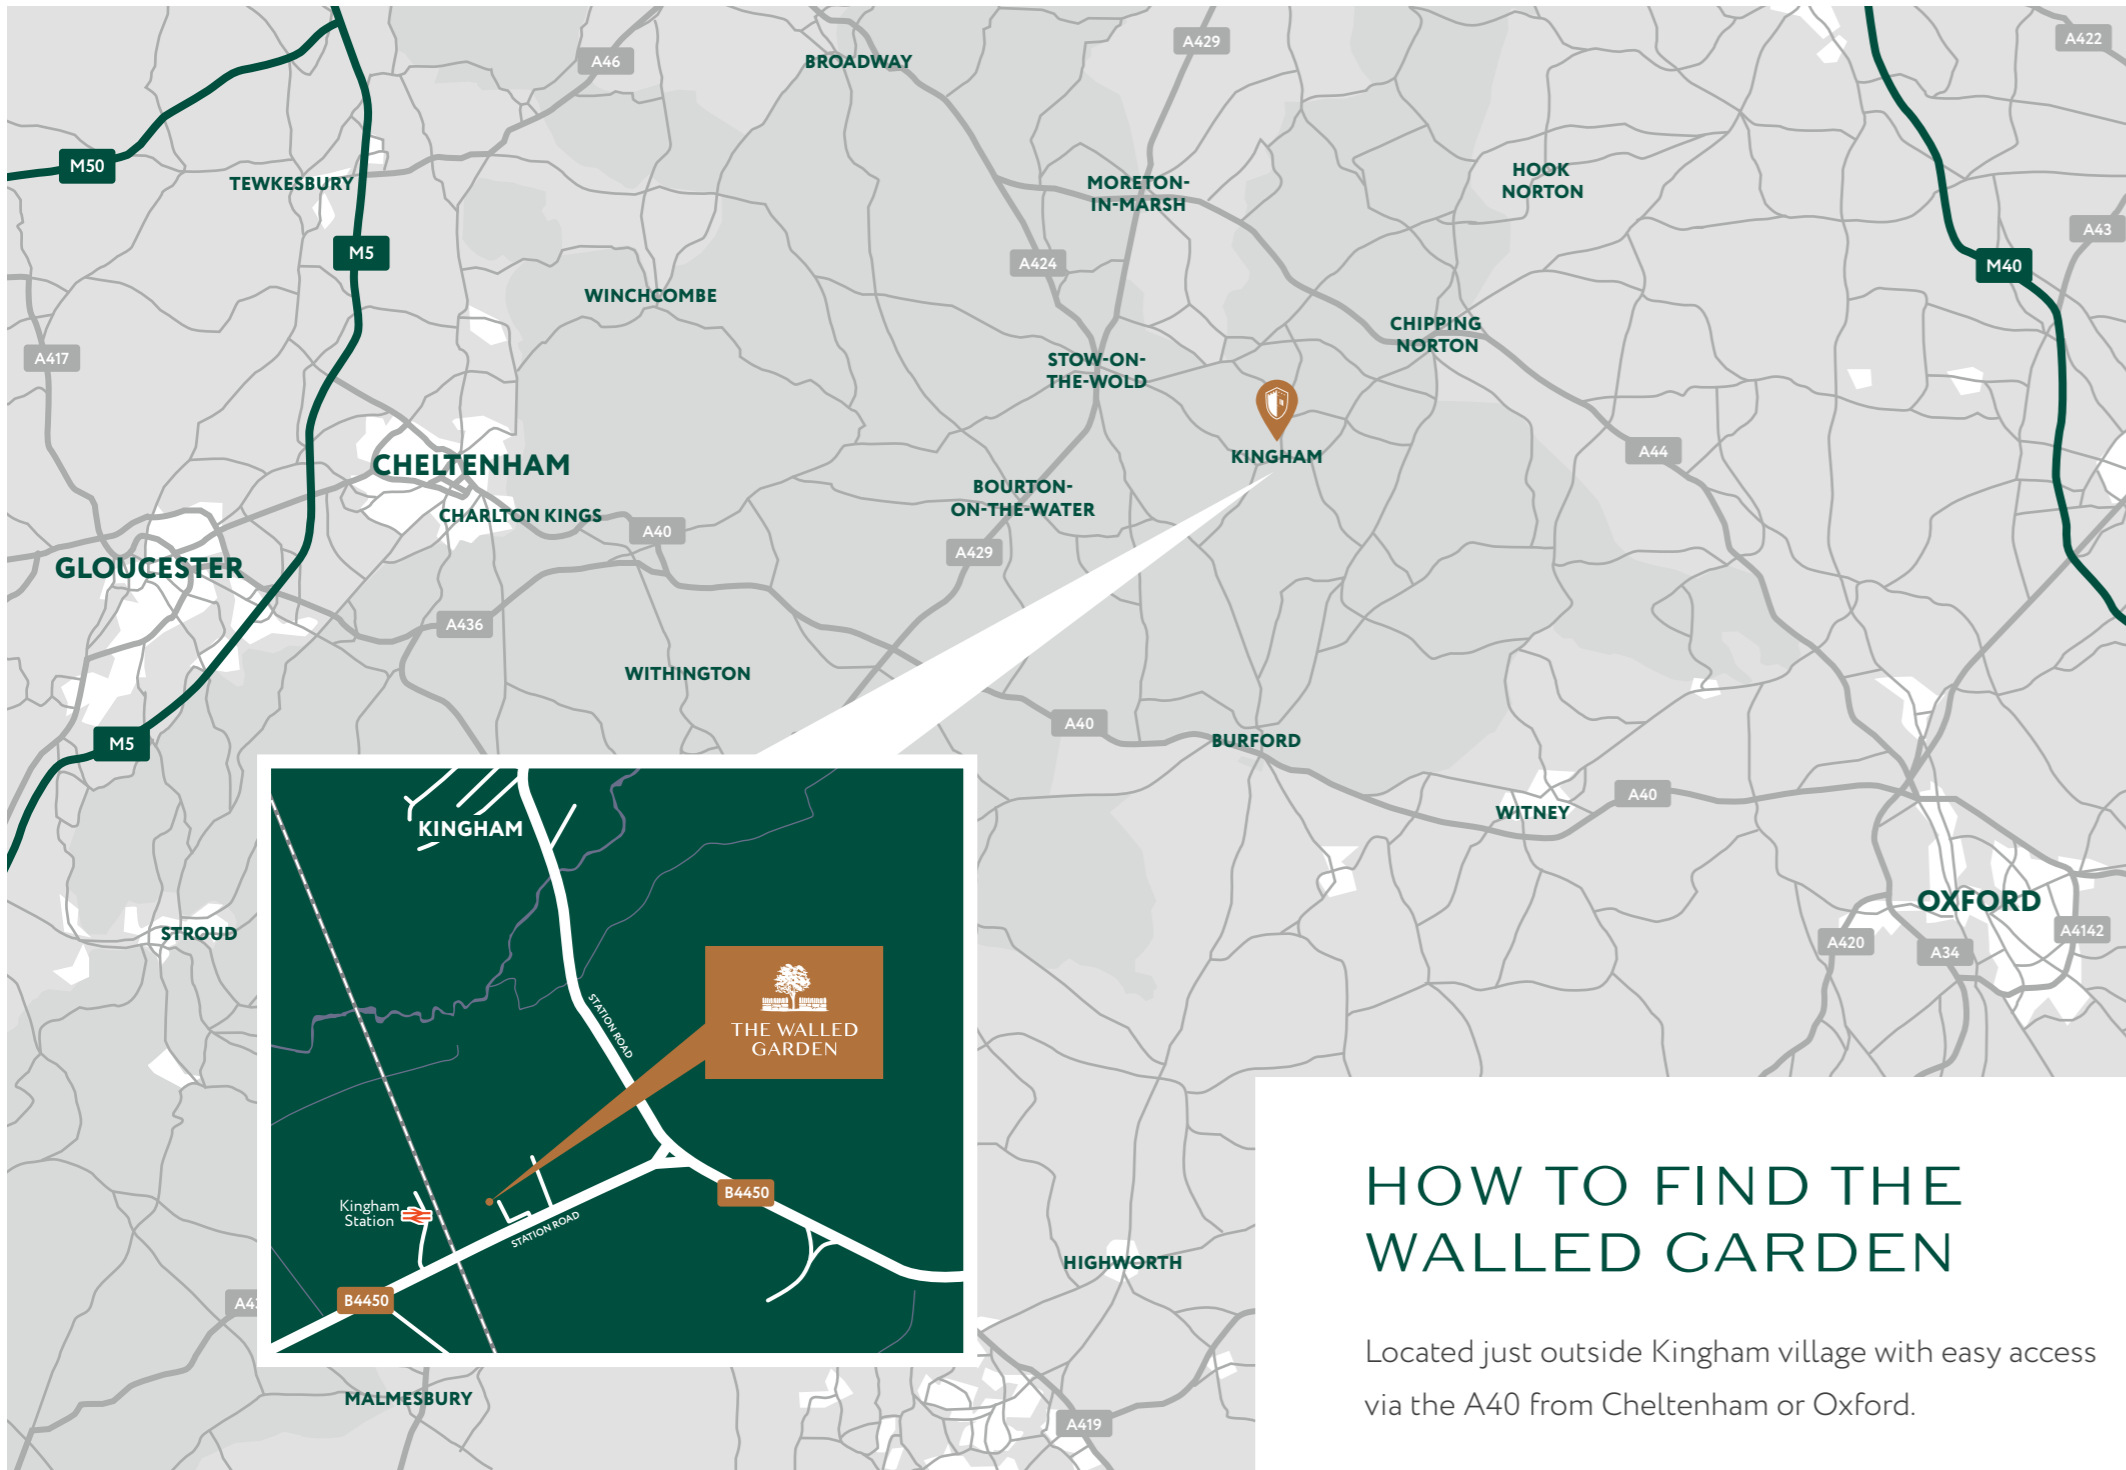 A46
BROADWAY
A429
A422
M50
TEWKESBURY
MORETON-
IN-MARSH
HOOK
NORTON
A43
M5
A424
M40
WINCHCOMBE
CHIPPING
NORTON
A417
STOW-ON-
THE-WOLD
KINGHAM
A44
CHELTENHAM
CHARLTON KINGS
BOURTON-
ON-THE-WATER
A40
A429
GLOUCESTER
A436
WITHINGTON
M5
A40
BURFORD
WITNEY
A40
OXFORD
A420
A34
A4142
STROUD
KINGHAM
STATION ROAD
THE WALLED
GARDEN
Kingham
Station
STATION ROAD
B4450
B4450
HIGHWORTH
MALMESBURY
A419
HOW TO FIND THE
WALLED GARDEN
Located just outside Kingham village with easy access
via the A40 from Cheltenham or Oxford.